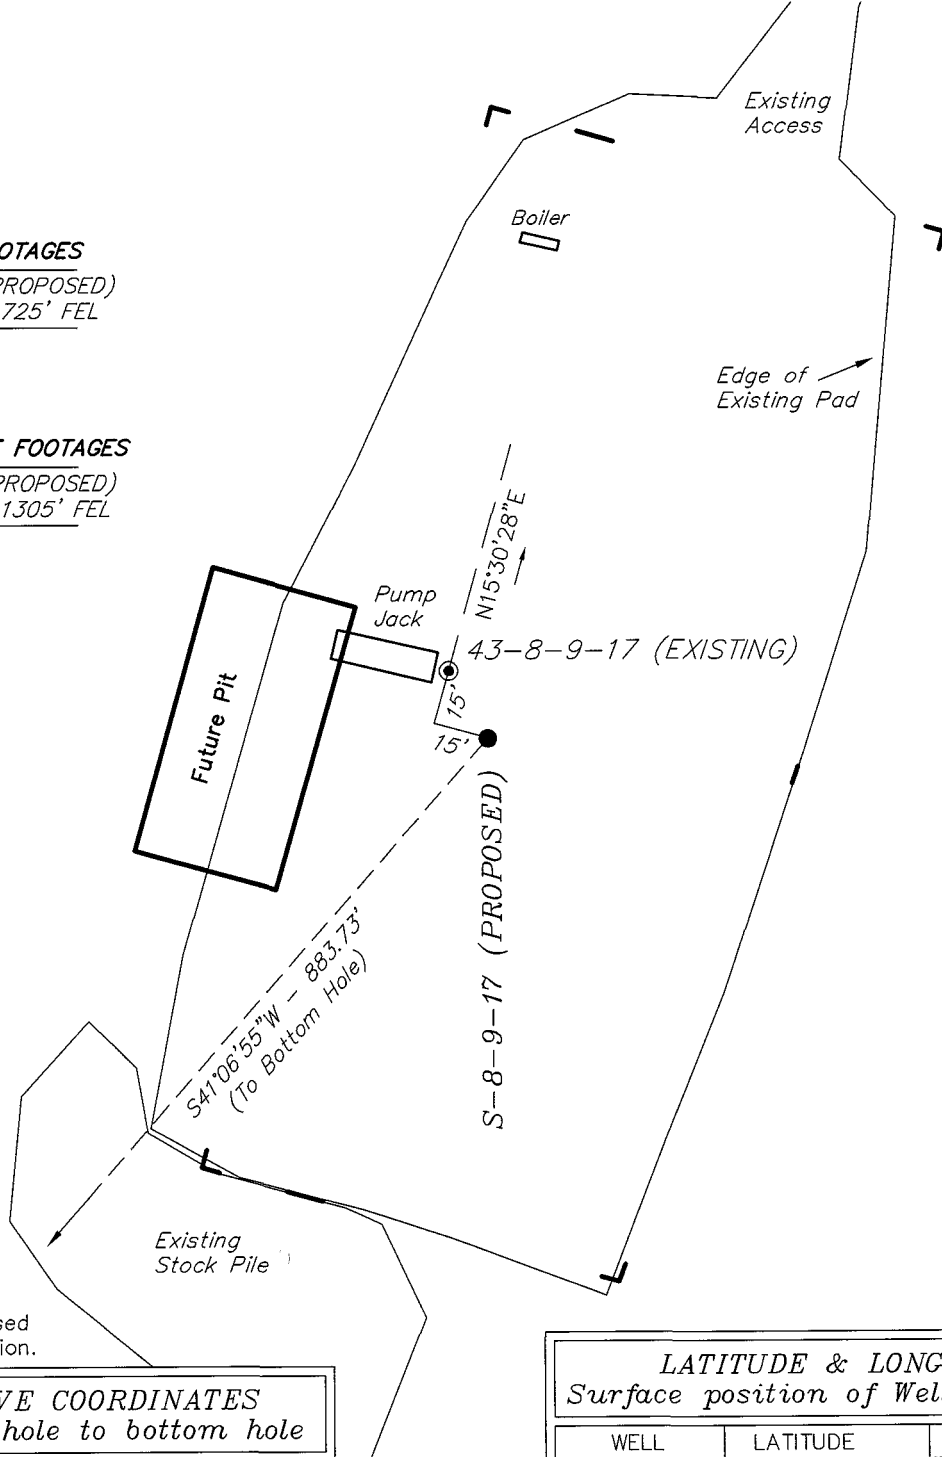 Existing
Access
Boiler
OTAGES
PROPOSED)
725' FEL
Edge of
Existing Pad
FOOTAGES
PROPOSED)
1305' FEL
N15°30'28"E
Pump
Jack
43-8-9-17 (EXISTING)
15'
15'
Future Pit
S-8-9-17 (PROPOSED)
S41°06'55"W - 883.73'
(To Bottom Hole)
Existing
Stock Pile
sed
ion.
VE COORDINATES
hole to bottom hole
LATITUDE & LONG
Surface position of Wel
WELL
LATITUDE